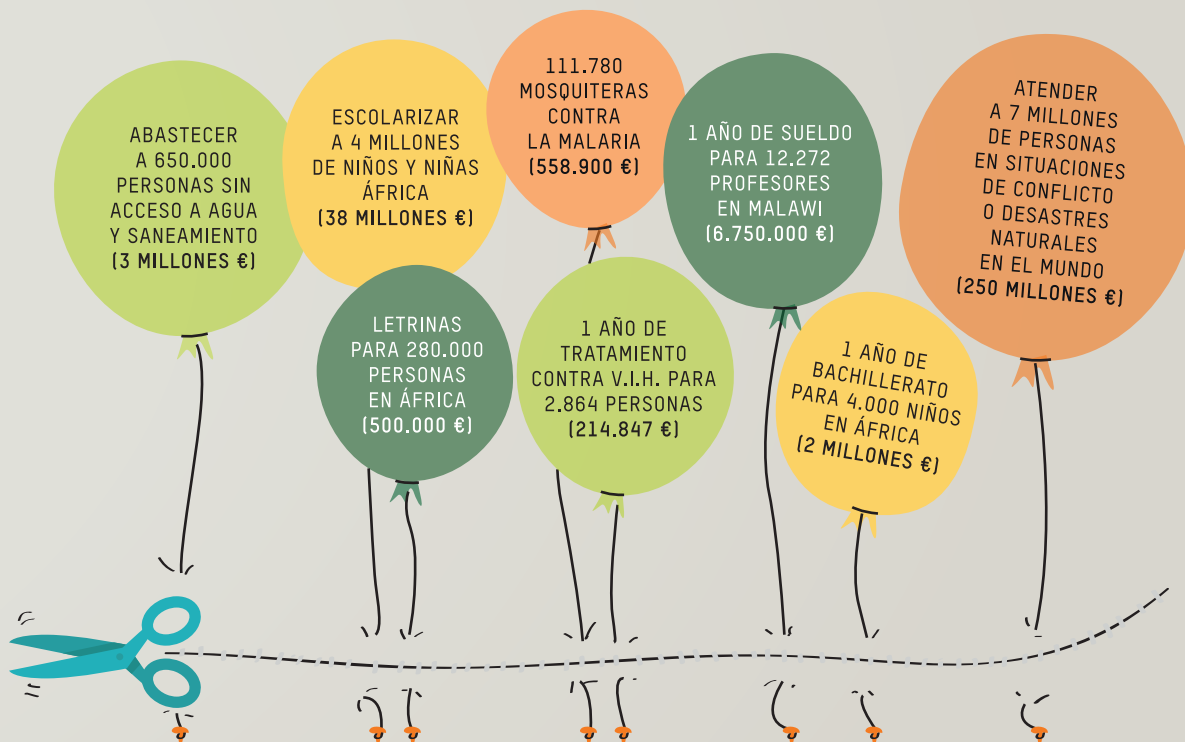 ABASTECER
A 650.000
PERSONAS SIN
ACCESO A AGUA
Y SANEAMIENTO
(3 MILLONES €)
ESCOLARIZAR
A 4 MILLONES
DE NIÑOS Y NIÑAS
ÁFRICA
(38 MILLONES €)
LETRINAS
PARA 280.000
PERSONAS
EN ÁFRICA
(500.000 €)
111.780
MOSQUITERAS
CONTRA
LA MALARIA
(558.900 €)
1 AÑO DE
TRATAMIENTO
CONTRA V.I.H. PARA
2.864 PERSONAS
(214.847 €)
1 AÑO DE SUELDO
PARA 12.272
PROFESORES
EN MALAWI
(6.750.000 €)
1 AÑO DE
BACHILLERATO
PARA 4.000 NIÑOS
EN ÁFRICA
(2 MILLONES €)
ATENDER
A 7 MILLONES
DE PERSONAS
EN SITUACIONES
DE CONFLICTO
O DESASTRES
NATURALES
EN EL MUNDO
(250 MILLONES €)